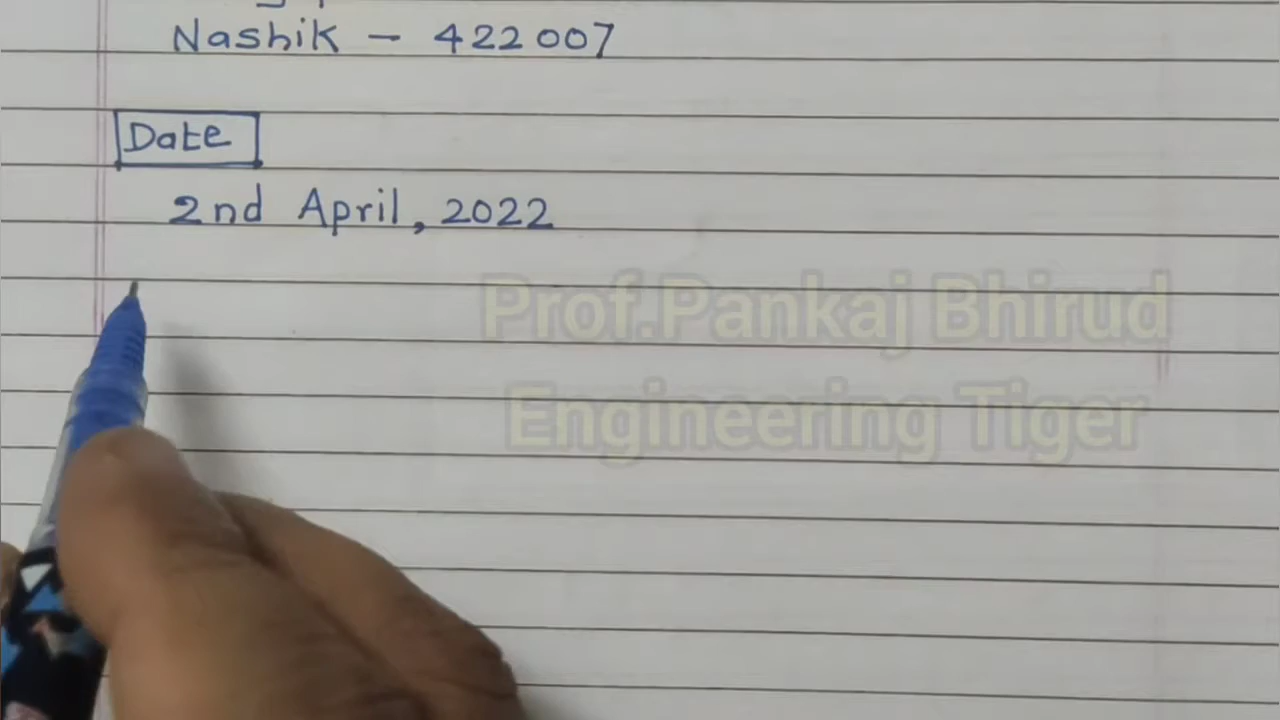 Nashik - 422007
Date
2nd April, 2022
Prof.Pankaj Bhirud
Engineering Tiger